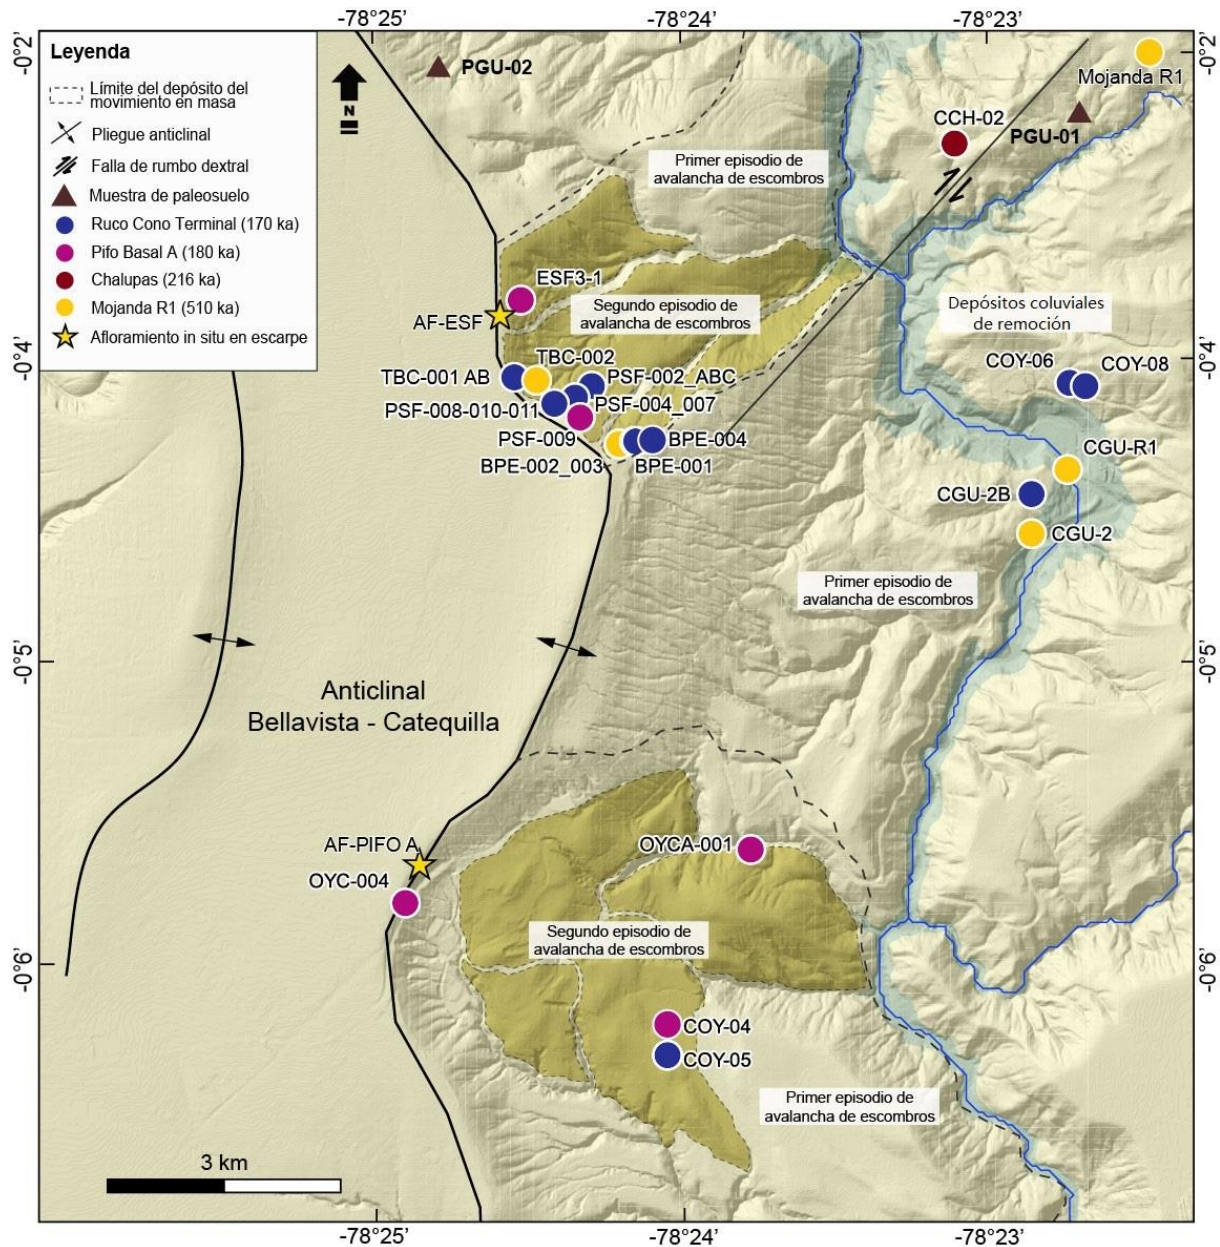 -78°25’
-78°24’
-78°23’
-0°2’
-0°2’
Leyenda
Límite del depósito del
movimiento en masa
Pliegue anticlinal
Falla de rumbo dextral
Muestra de paleosuelo
Ruco Cono Terminal (170 ka)
Pifo Basal A (180 ka)
Chalupas (216 ka)
Mojanda R1 (510 ka)
Afloramiento in situ en escarpe
N
PGU-02
Mojanda R1
CCH-02
PGU-01
Primer episodio de
avalancha de escombros
ESF3-1
AF-ESF
Segundo episodio de
avalancha de escombros
Depósitos coluviales
de remoción
-0°4’
-0°4’
TBC-002
TBC-001 AB
PSF-002_ABC
COY-06
COY-08
PSF-008-010-011
PSF-004_007
PSF-009
BPE-004
BPE-002_003
BPE-001
CGU-R1
CGU-2B
CGU-2
Primer episodio de
avalancha de escombros
-0°5’
-0°5’
Anticlinal
Bellavista - Catequilla
AF-PIFO A
OYC-004
OYCA-001
Segundo episodio de
avalancha de escombros
-0°6’
-0°6’
COY-04
COY-05
Primer episodio de
avalancha de escombros
3 km
-78°25’
-78°24’
-78°23’